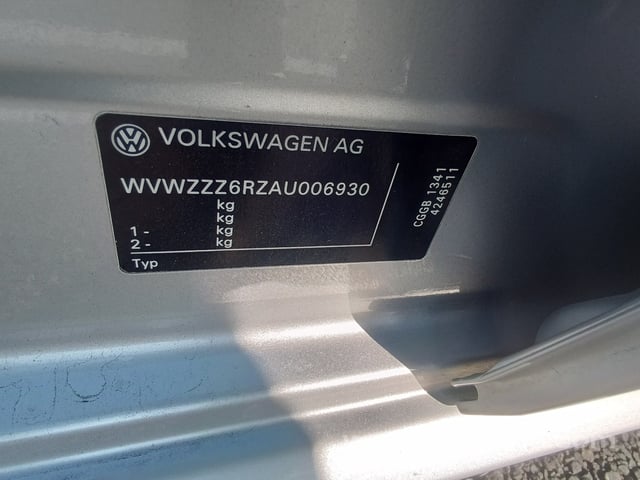 VOLKSWAGEN AG
WVWZZZ6RZAU006930
kg
kg
1 - kg
2 - kg
Typ
CGGB 1341
4246511